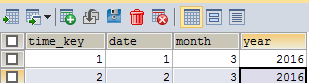 time_key date month year
1 1 3 2016
2 2 3 2016